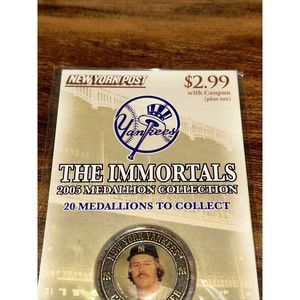 NEW YORK POST
$2.99
with Coupon
(plus tax)
Yankees
THE IMMORTALS
2005 MEDALLION COLLECTION
20 MEDALLIONS TO COLLECT
NEW YORK YANKEES